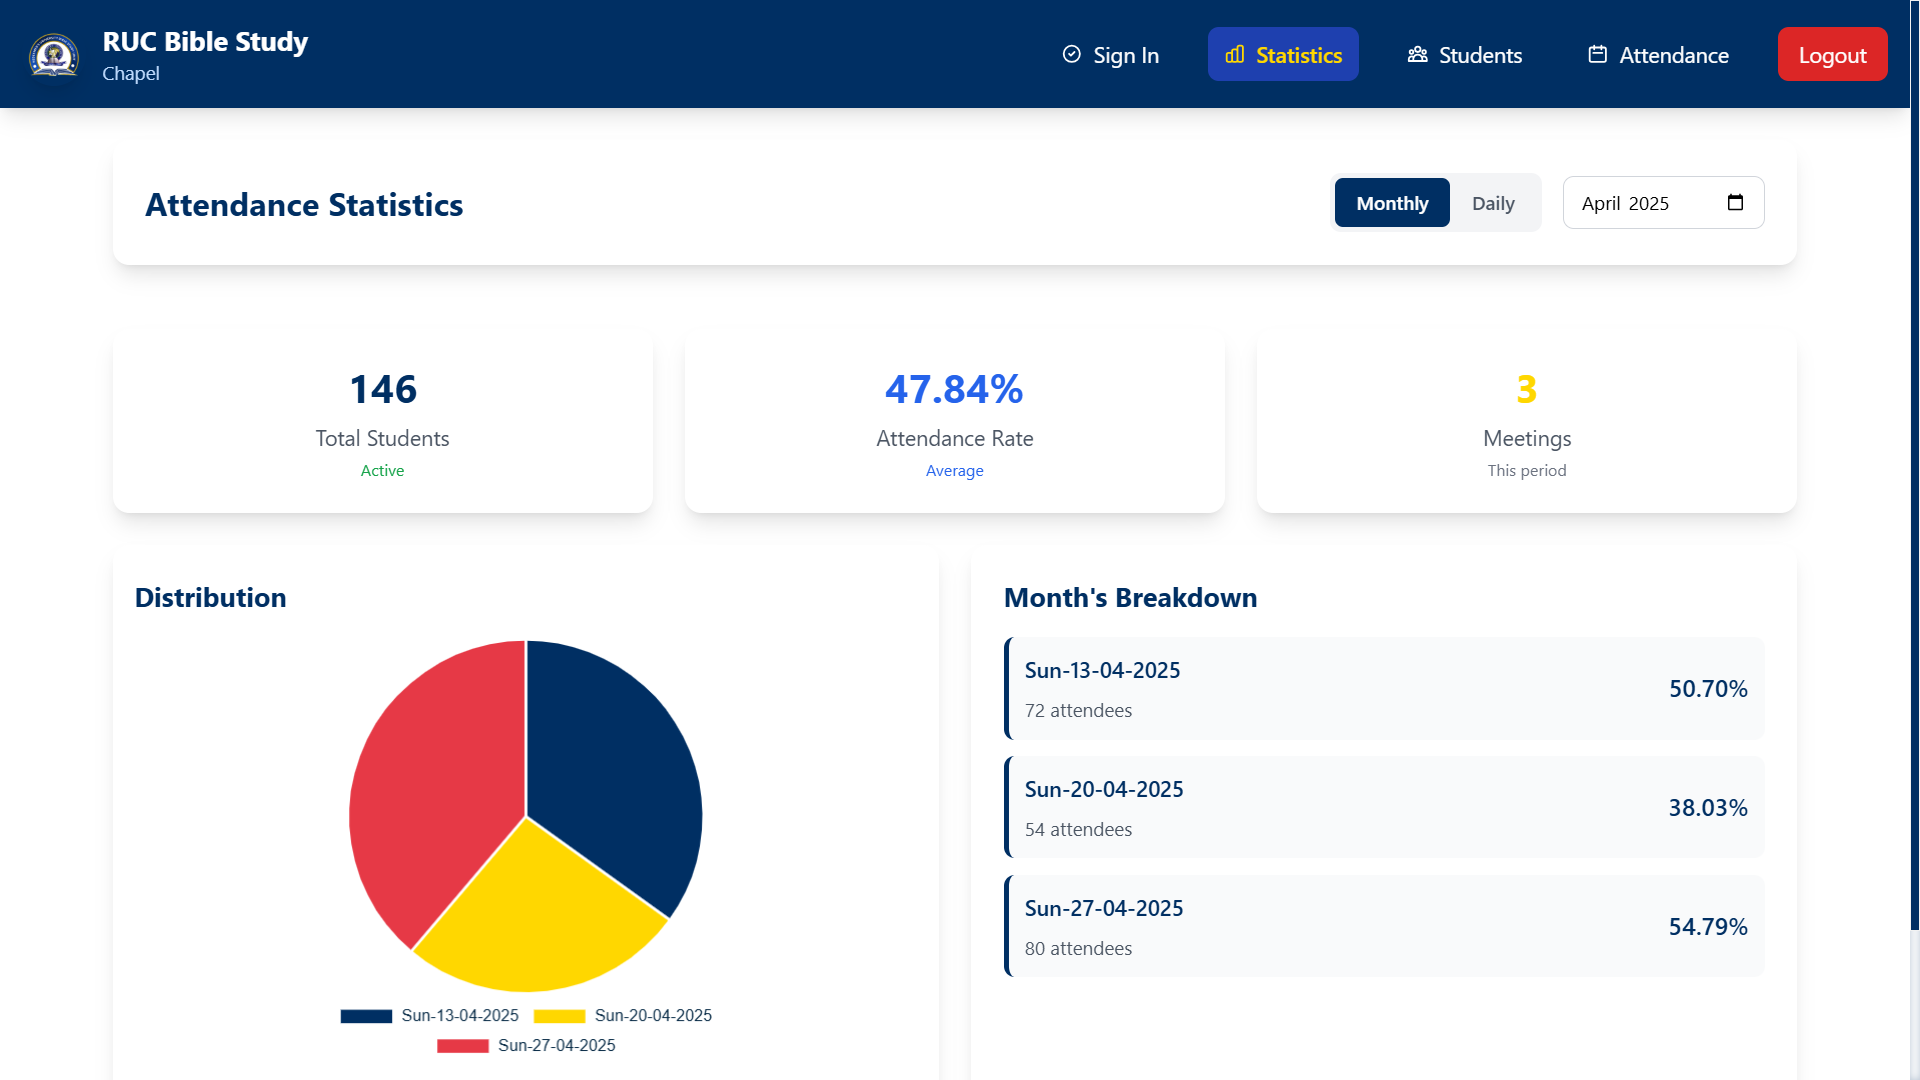 RUC Bible Study
Chapel
Sign In
Statistics
Students
Attendance
Logout
Attendance Statistics
Monthly
Daily
April 2025
146
Total Students
Active
47.84%
Attendance Rate
Average
3
Meetings
This period
Distribution
Sun-13-04-2025
Sun-20-04-2025
Sun-27-04-2025
Month's Breakdown
Sun-13-04-2025
72 attendees
50.70%
Sun-20-04-2025
54 attendees
38.03%
Sun-27-04-2025
80 attendees
54.79%